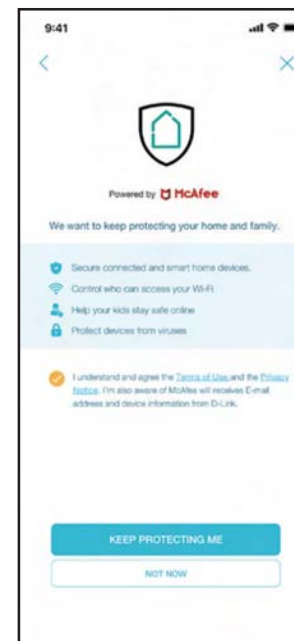 9:41
Powered by McAfee
We want to keep protecting your home and family.
Secure connected and smart home devices.
Control who can access your Wi-Fi
Help your kids stay safe online
Protect devices from viruses
I understand and agree the Terms of Use and the Privacy
Notice. I'm also aware of McAfee will receives E-mail
address and device information from D-Link.
KEEP PROTECTING ME
NOT NOW